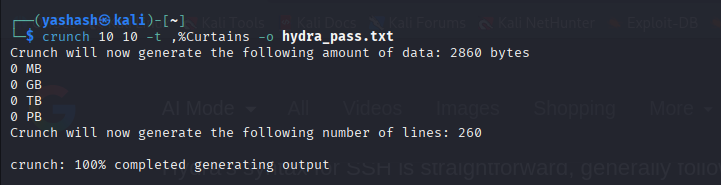 Kali Tools Kali Docs Kali Forums Kali NetHunter Exploit-DB
┌──(yashash㉿kali)-[~]
└─$ crunch 10 10 -t ,%Curtains -o hydra_pass.txt
Crunch will now generate the following amount of data: 2860 bytes
0 MB
0 GB
0 TB
0 PB
AI Mode All Videos Images Shopping More
Crunch will now generate the following number of lines: 260
crunch: 100% completed generating output
SSH is straightforward, generally